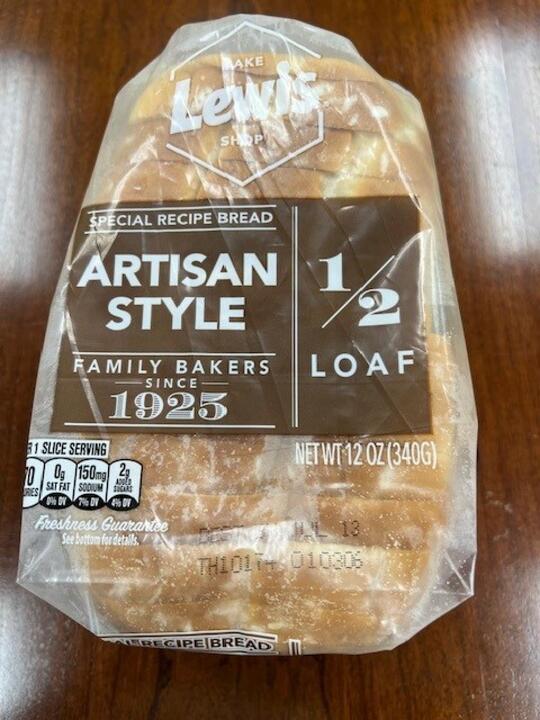 BAKE
Lewis
SHOP
SPECIAL RECIPE BREAD
ARTISAN
STYLE
1/2
LOAF
FAMILY BAKERS
SINCE
1925
NET WT 12 OZ (340G)
1 SLICE SERVING
0g
SAT FAT
0% DV
150mg
SODIUM
7% DV
2g
ADDED
SUGARS
4% DV
Freshness Guarantee
See bottom for details.
13
010306
RECIPE BREAD